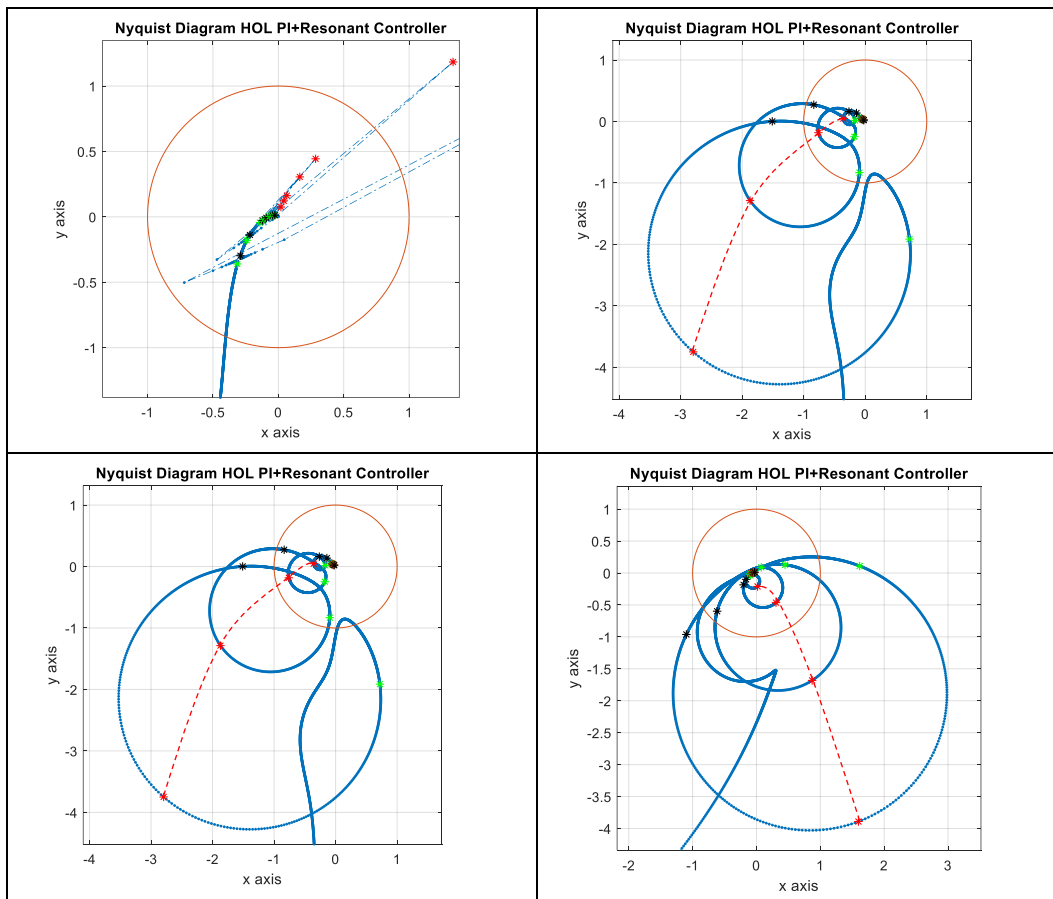 Nyquist Diagram HOL PI+Resonant Controller
y axis
1
0.5
0
-0.5
-1
-1 -0.5 0 0.5 1
x axis
Nyquist Diagram HOL PI+Resonant Controller
y axis
1
0
-1
-2
-3
-4
-4 -3 -2 -1 0 1
x axis
Nyquist Diagram HOL PI+Resonant Controller
y axis
1
0
-1
-2
-3
-4
-4 -3 -2 -1 0 1
x axis
Nyquist Diagram HOL PI+Resonant Controller
y axis
1
0.5
0
-0.5
-1
-1.5
-2
-2.5
-3
-3.5
-4
-2 -1 0 1 2 3
x axis